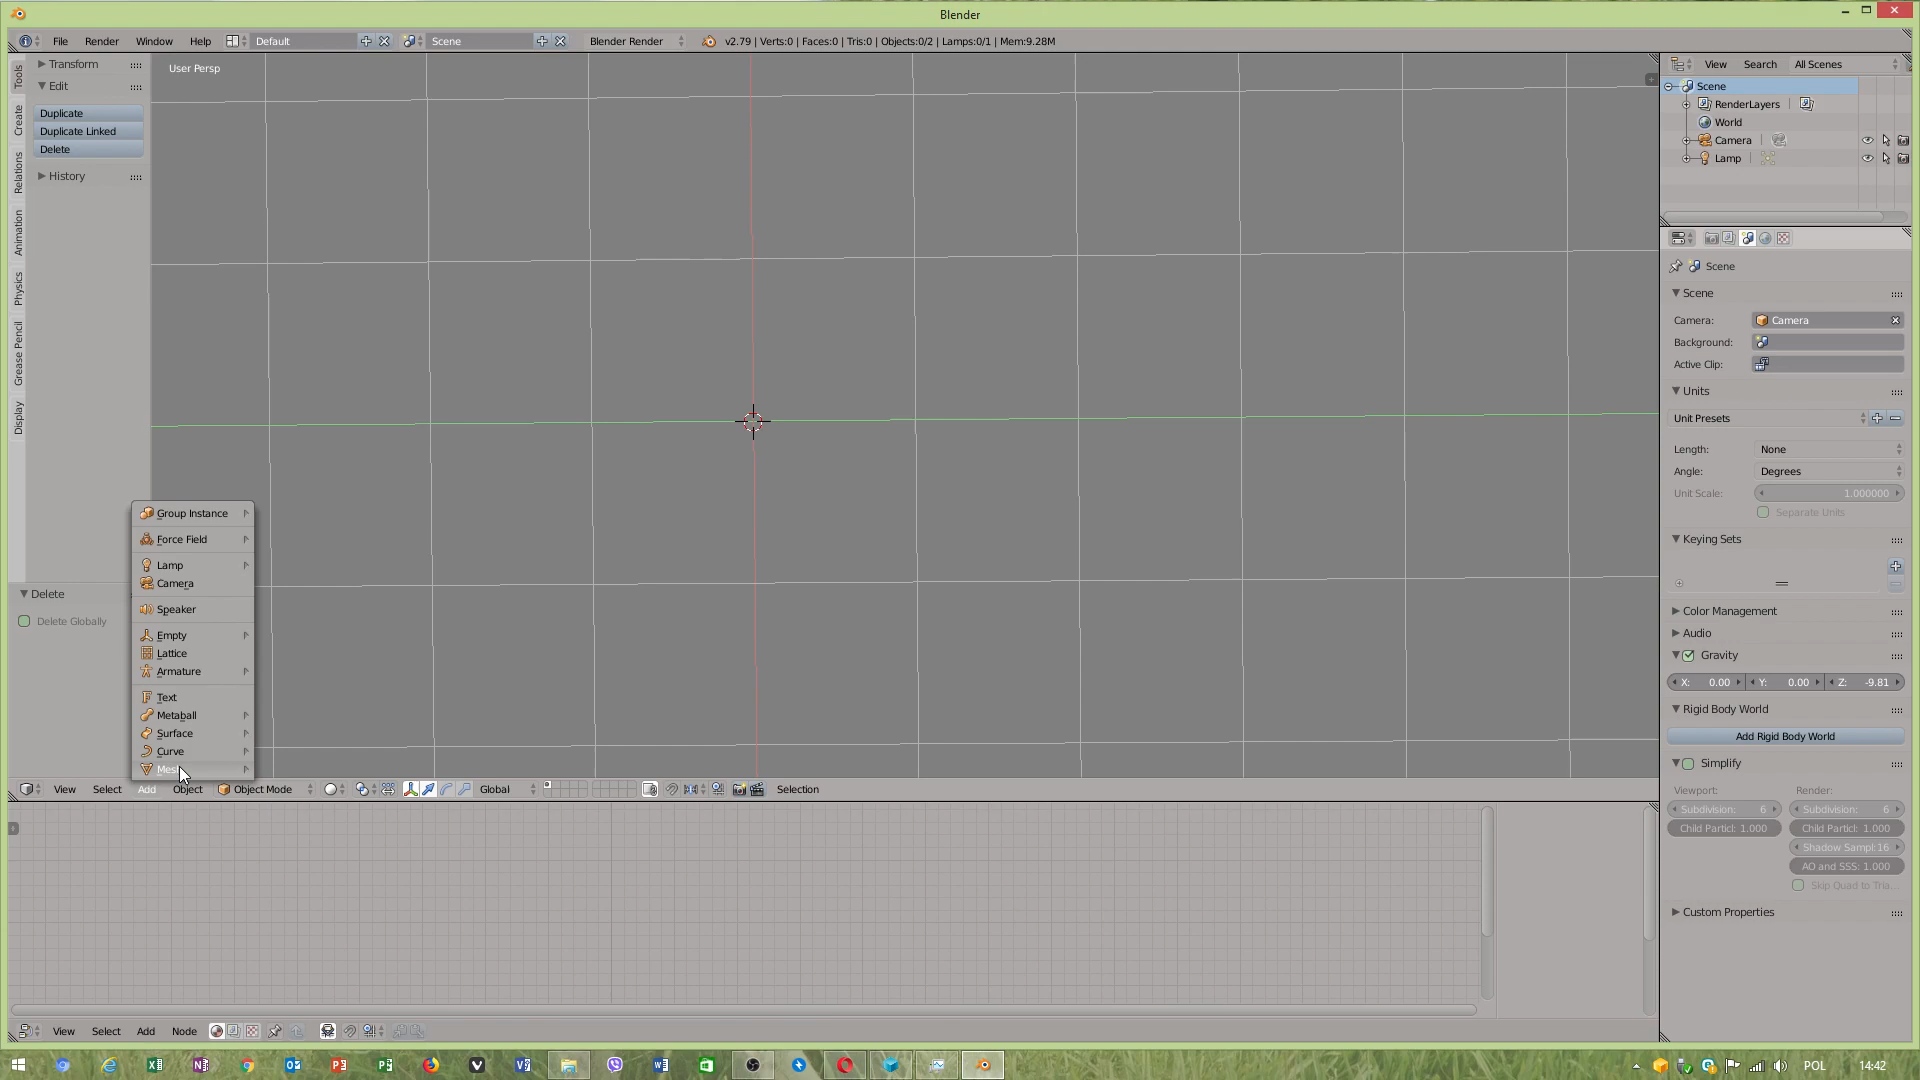 Blender
File Render Window Help Default Scene Blender Render v2.79 | Verts:0 | Faces:0 | Tris:0 | Objects:0/2 | Lamps:0/1 | Mem:9.28M
Tools
Create
Relations
Animation
Physics
Grease Pencil
Display
Transform
Edit
Duplicate
Duplicate Linked
Delete
History
User Persp
Delete
Delete Globally
Group Instance
Force Field
Lamp
Camera
Speaker
Empty
Lattice
Armature
Text
Metaball
Surface
Curve
View Select Add Object Object Mode Global Selection
View Select Add Node
View Search All Scenes
Scene
RenderLayers
World
Camera
Lamp
Scene
Scene
Camera: Camera
Background:
Active Clip:
Units
Unit Presets
Length: None
Angle: Degrees
Unit Scale: 1.000000
Separate Units
Keying Sets
Color Management
Audio
Gravity
X: 0.00 Y: 0.00 Z: -9.81
Rigid Body World
Add Rigid Body World
Simplify
Viewport: Render:
Subdivision: 6 Subdivision: 6
Child Particl: 1.000 Child Particl: 1.000
Shadow Sampl:16
AO and SSS: 1.000
Skip Quad to Tria...
Custom Properties
POL 14:42